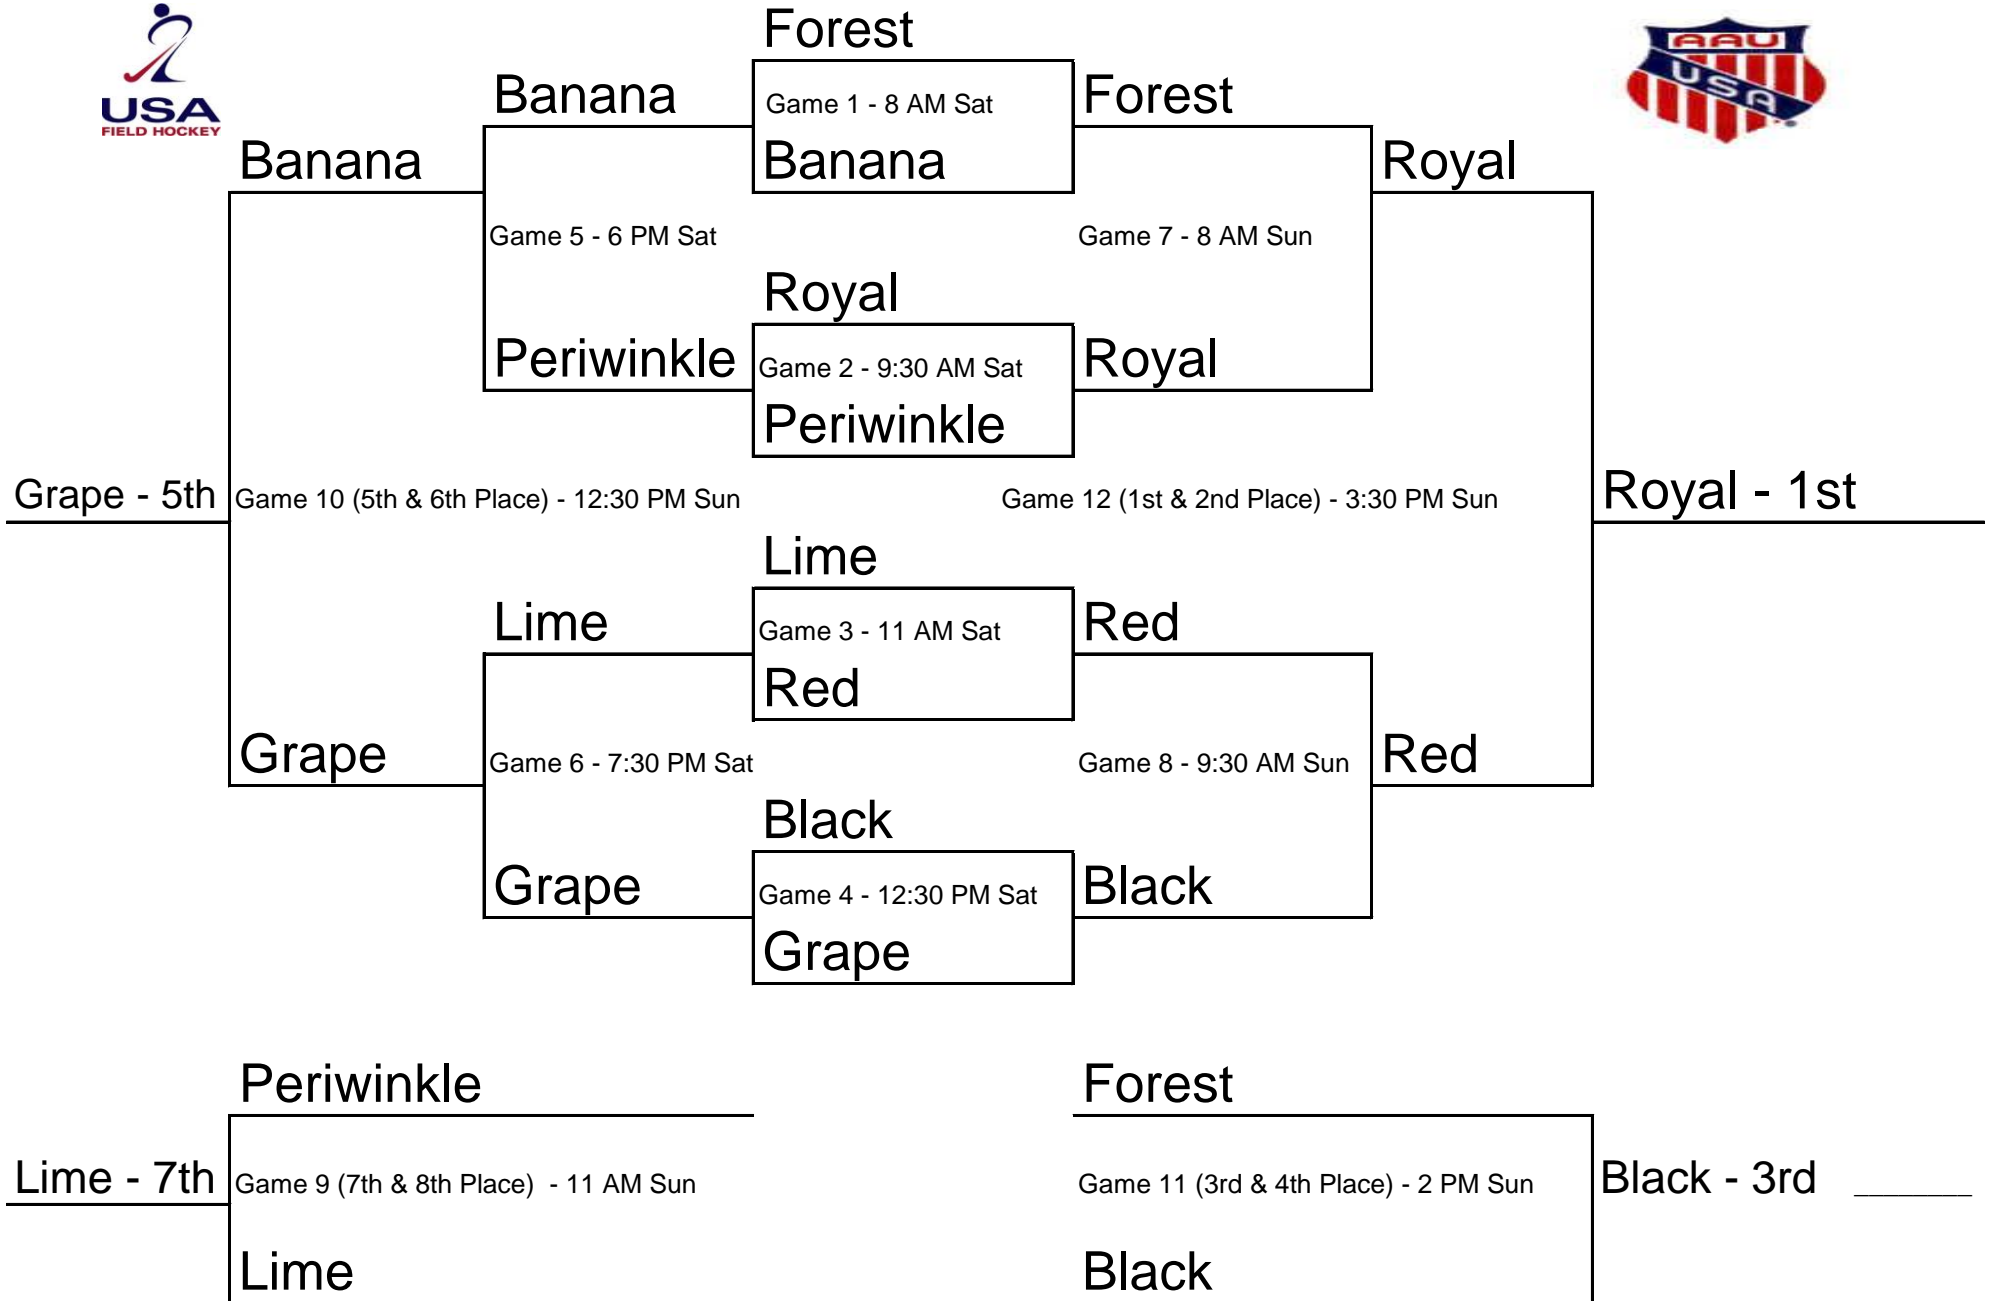 Forest
AAU
USA
Banana
Game 1 - 8 AM Sat
Forest
USA
FIELD HOCKEY
Banana
Banana
Royal
Game 5 - 6 PM Sat
Game 7 - 8 AM Sun
Royal
Periwinkle
Game 2 - 9:30 AM Sat
Royal
Periwinkle
Grape - 5th
Game 10 (5th & 6th Place) - 12:30 PM Sun
Game 12 (1st & 2nd Place) - 3:30 PM Sun
Royal - 1st
Lime
Lime
Game 3 - 11 AM Sat
Red
Red
Grape
Game 6 - 7:30 PM Sat
Game 8 - 9:30 AM Sun
Red
Black
Grape
Game 4 - 12:30 PM Sat
Black
Grape
Periwinkle
Forest
Lime - 7th
Game 9 (7th & 8th Place) - 11 AM Sun
Game 11 (3rd & 4th Place) - 2 PM Sun
Black - 3rd
Lime
Black